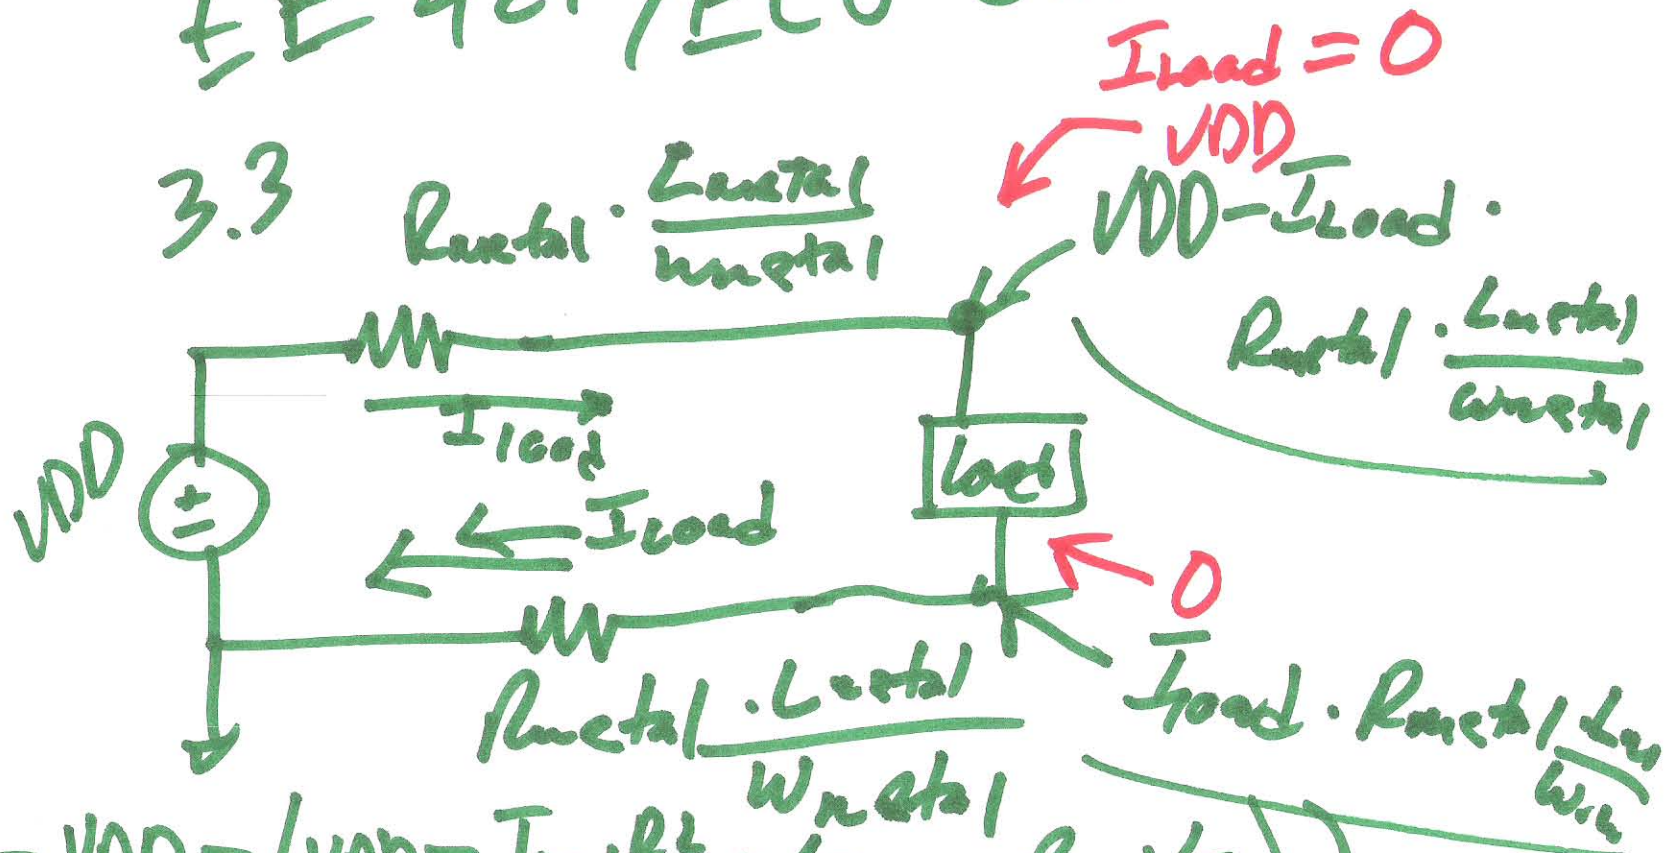 ILoad = 0
VDD
3.3
Rmetal · Lmetal
Wmetal
VDD - ILoad ·
Rmetal · Lmetal
Wmetal
Iload
VDD
+
-
Load
ILoad
0
Rmetal · Lmetal
Wmetal
Iload · Rmetal